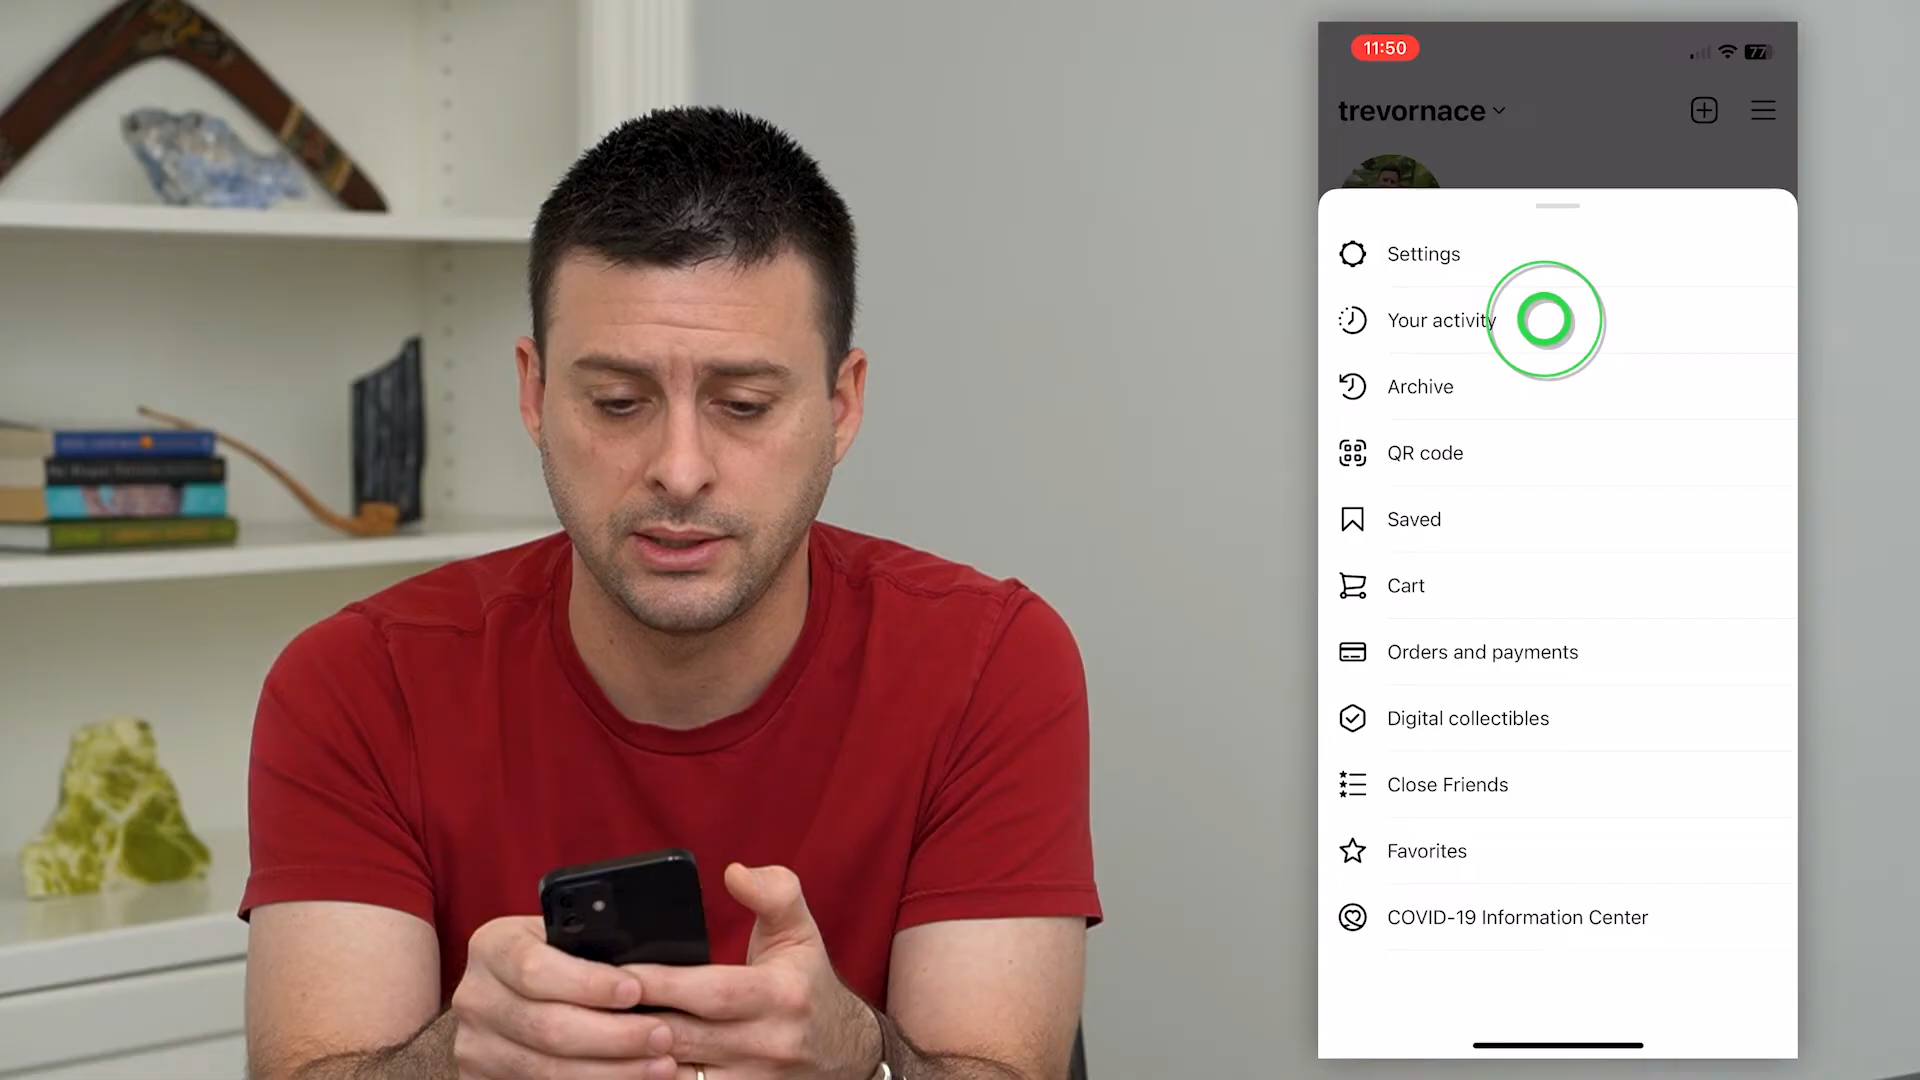 11:50
77
trevornace
Settings
Your activity
Archive
QR code
Saved
Cart
Orders and payments
Digital collectibles
Close Friends
Favorites
COVID-19 Information Center